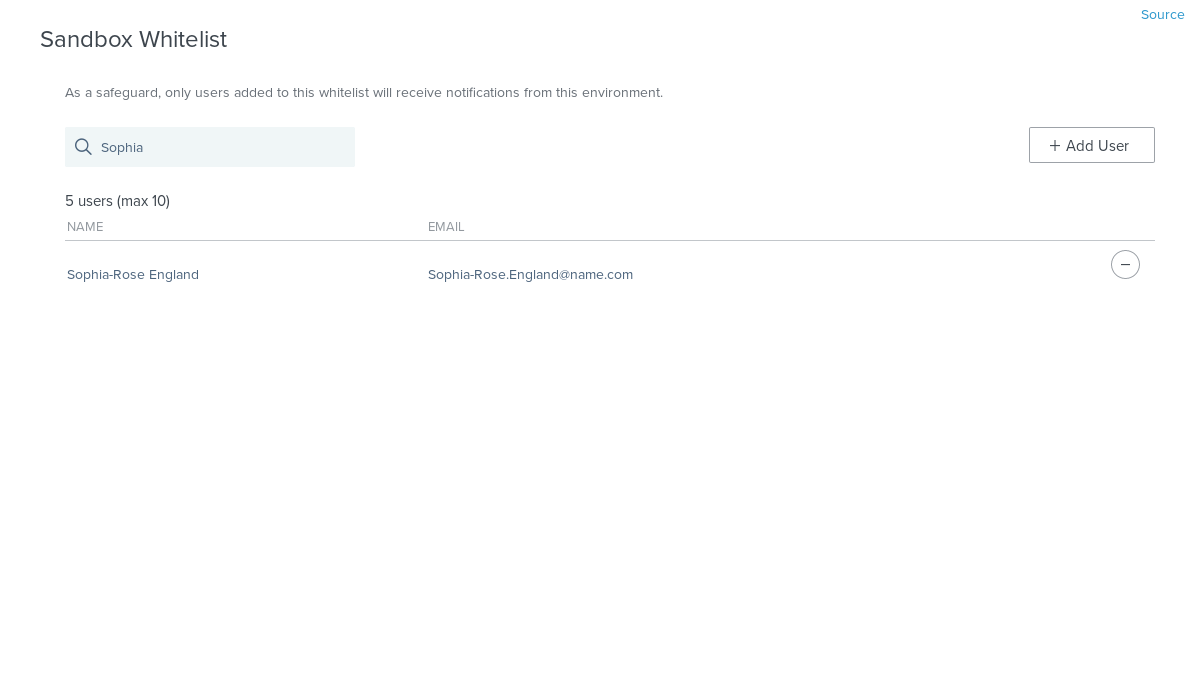 Source
Sandbox Whitelist
As a safeguard, only users added to this whitelist will receive notifications from this environment.
Sophia
+ Add User
5 users (max 10)
NAME EMAIL
Sophia-Rose England Sophia-Rose.England@name.com